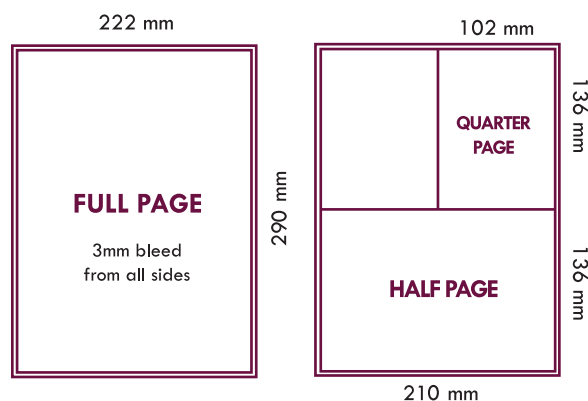 222 mm
FULL PAGE
3mm bleed
from all sides
290 mm
102 mm
136 mm
QUARTER
PAGE
136 mm
HALF PAGE
210 mm